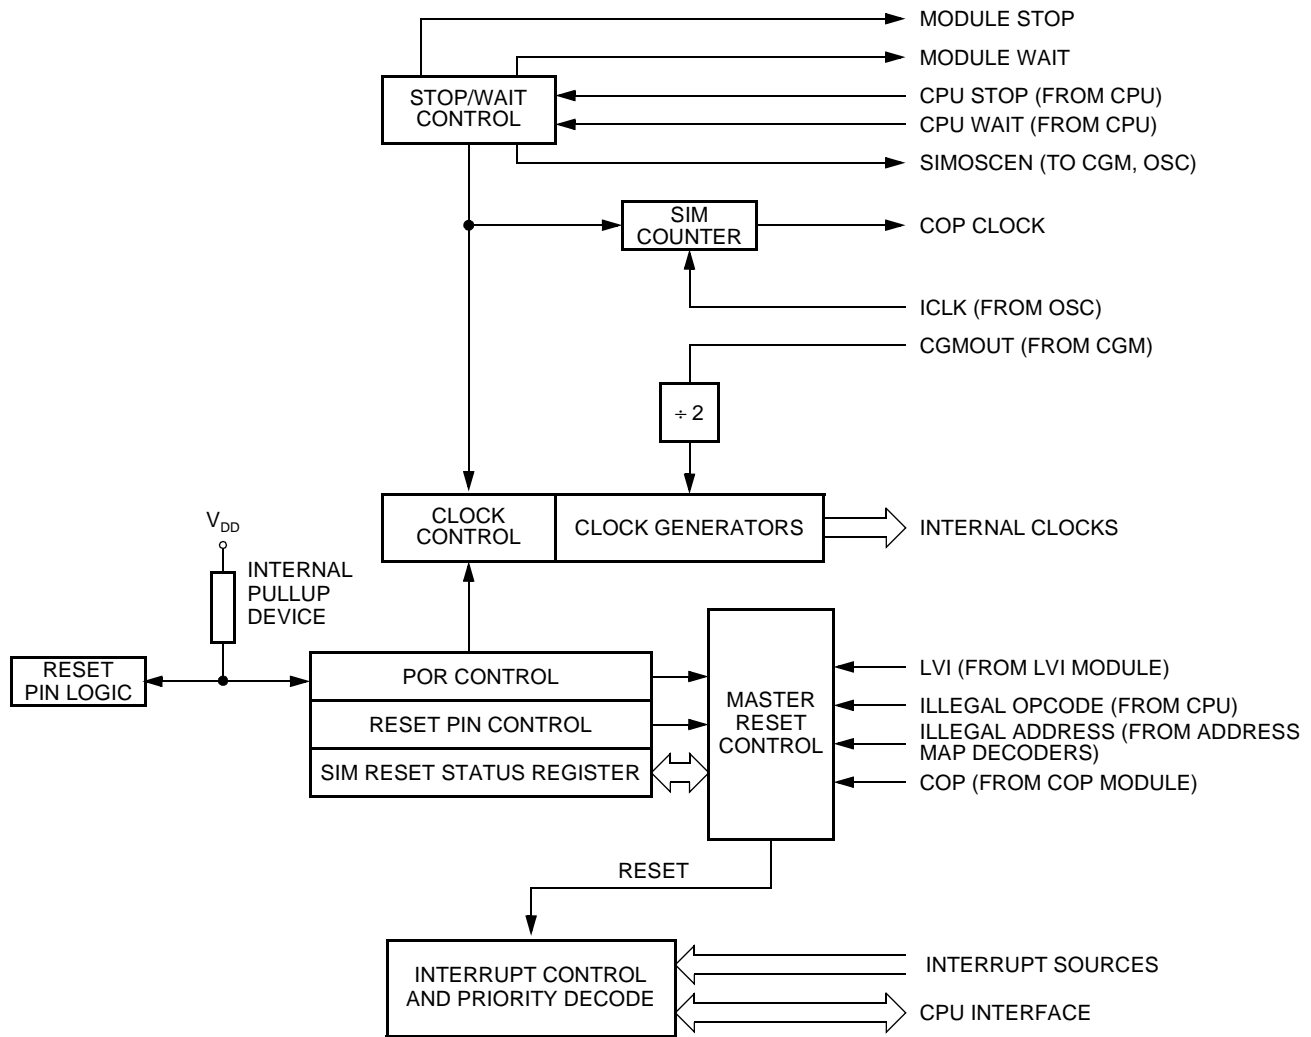 MODULE STOP
MODULE WAIT
STOP/WAIT
CONTROL
CPU STOP (FROM CPU)
CPU WAIT (FROM CPU)
SIMOSCEN (TO CGM, OSC)
SIM
COUNTER
COP CLOCK
ICLK (FROM OSC)
CGMOUT (FROM CGM)
÷ 2
CLOCK
CONTROL
CLOCK GENERATORS
INTERNAL CLOCKS
VDD
INTERNAL
PULLUP
DEVICE
RESET
PIN LOGIC
POR CONTROL
RESET PIN CONTROL
SIM RESET STATUS REGISTER
MASTER
RESET
CONTROL
LVI (FROM LVI MODULE)
ILLEGAL OPCODE (FROM CPU)
ILLEGAL ADDRESS (FROM ADDRESS
MAP DECODERS)
COP (FROM COP MODULE)
RESET
INTERRUPT CONTROL
AND PRIORITY DECODE
INTERRUPT SOURCES
CPU INTERFACE